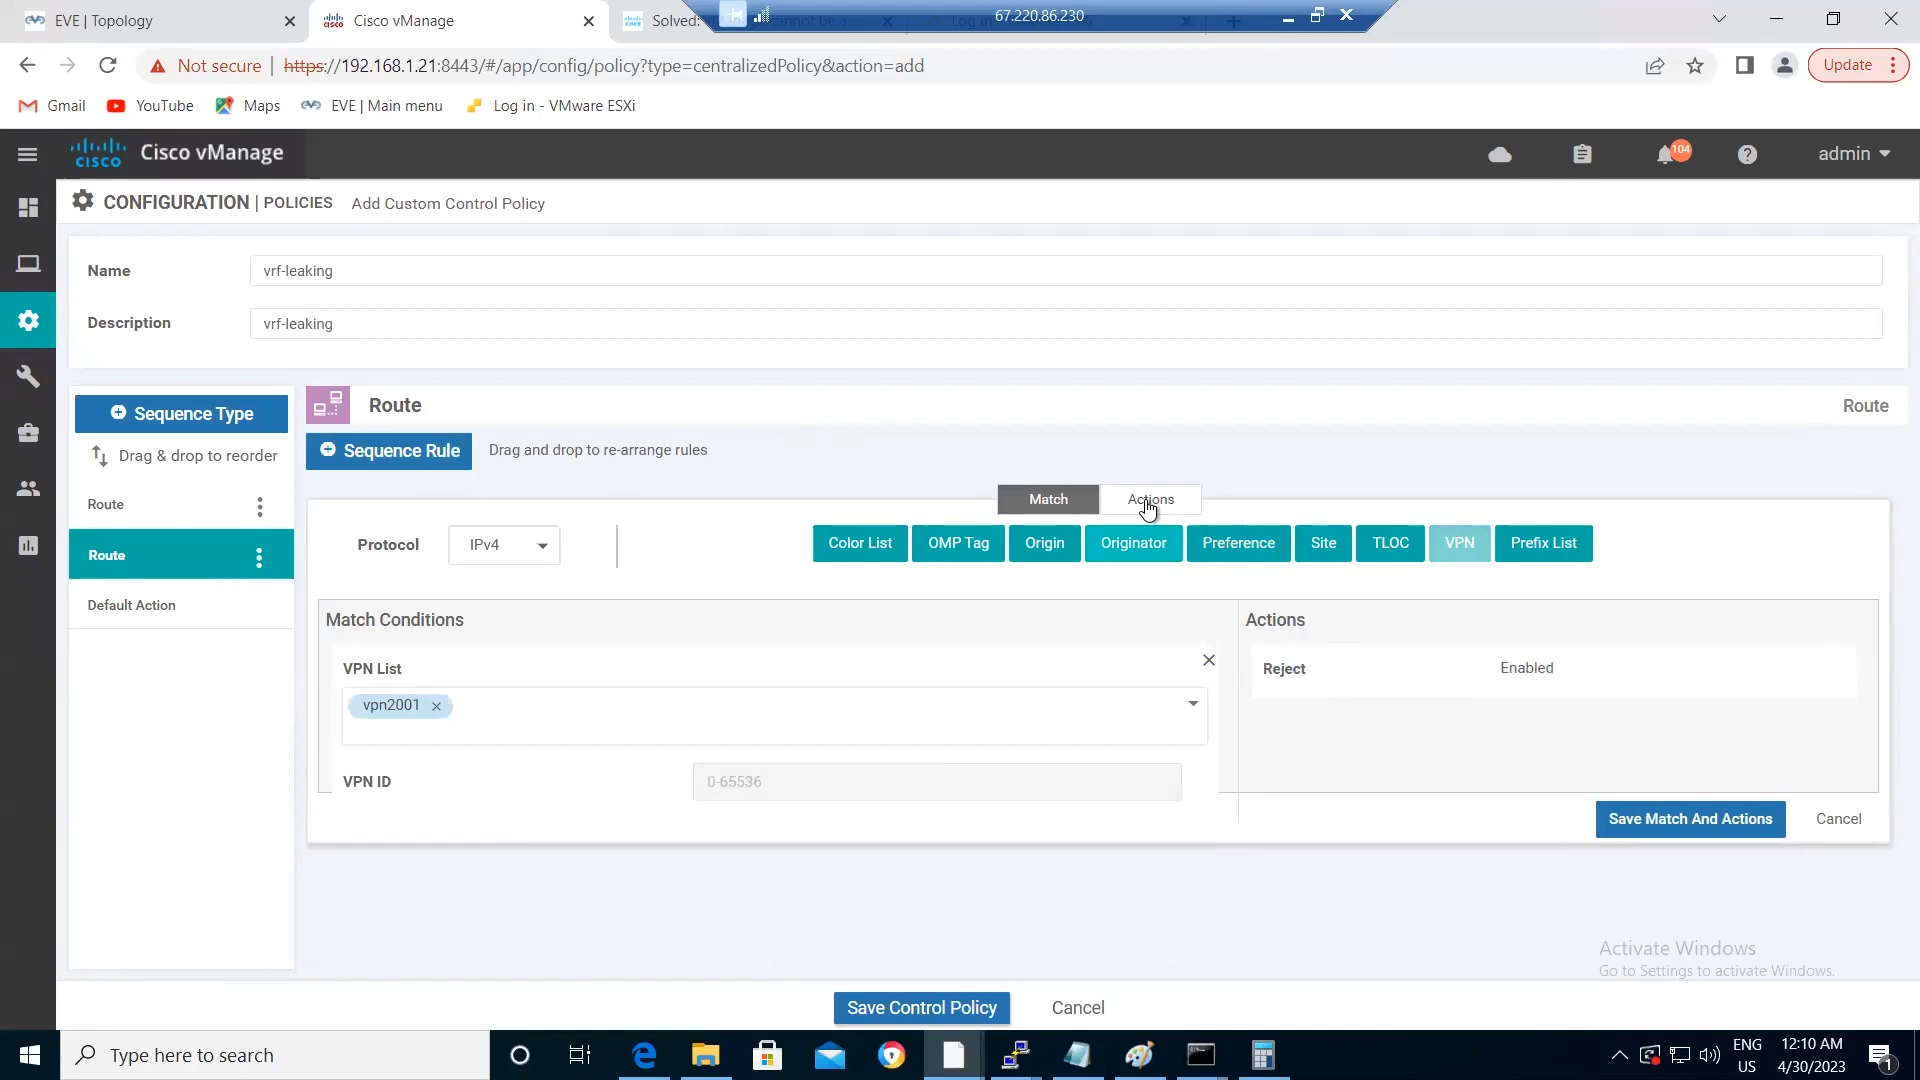 EVE | Topology
Cisco vManage
Solved:
67.220.86.230
Not secure
https://192.168.1.21:8443/#/app/config/policy?type=centralizedPolicy&action=add
Update
Gmail
YouTube
Maps
EVE | Main menu
Log in - VMware ESXi
cisco
Cisco vManage
104
admin
CONFIGURATION | POLICIES Add Custom Control Policy
Name
vrf-leaking
Description
vrf-leaking
Sequence Type
Drag & drop to reorder
Route
Route
Default Action
Route
Route
Sequence Rule
Drag and drop to re-arrange rules
Match
Actions
Protocol
IPv4
Color List
OMP Tag
Origin
Originator
Preference
Site
TLOC
VPN
Prefix List
Match Conditions
VPN List
vpn2001
VPN ID
0-65536
Actions
Reject
Enabled
Save Match And Actions
Cancel
Activate Windows
Go to Settings to activate Windows.
Save Control Policy
Cancel
Type here to search
ENG
US
12:10 AM
4/30/2023
1